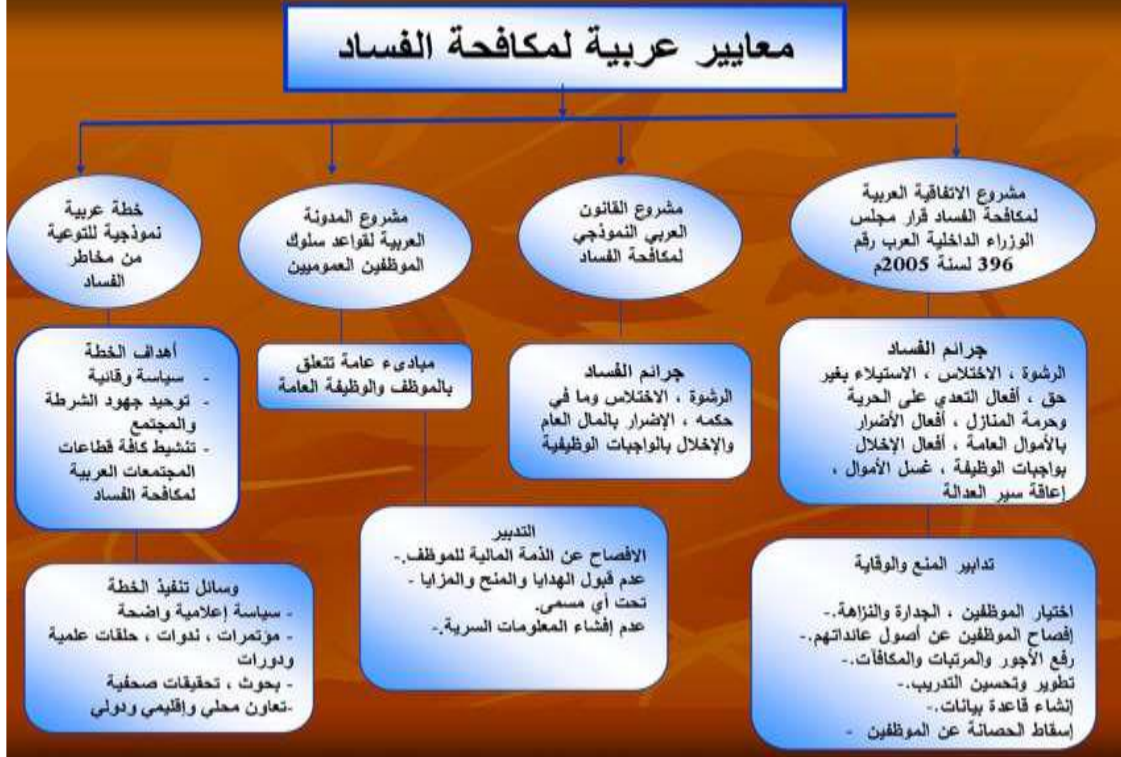 معايير عربية لمكافحة الفساد
مشروع الاتفاقية العربية
لمكافحة الفساد قرار مجلس
الوزراء الداخلية العرب رقم
396 لسنة 2005م
جرائم الفساد
الرشوة ، الاختلاس ، الاستيلاء بغير
حق ، أفعال التعدي على الحرية
وحرمة المنازل ، أفعال الأضرار
بالأموال العامة ، أفعال الإخلال
بواجبات الوظيفة ، غسل الأموال ،
إعاقة سير العدالة
تدابير المنع والوقاية
اختيار الموظفين ، الجدارة والنزاهة.-
إفصاح الموظفين عن أصول عائداتهم.-
رفع الأجور والمرتبات والمكافآت.-
تطوير وتحسين التدريب.-
إنشاء قاعدة بيانات.-
إسقاط الحصانة عن الموظفين -
مشروع القانون
العربي النموذجي
لمكافحة الفساد
جرائم الفساد
الرشوة ، الاختلاس وما في
حكمه ، الإضرار بالمال العام
والإخلال بالواجبات الوظيفية
مشروع المدونة
العربية لقواعد سلوك
الموظفين العموميين
مبادىء عامة تتعلق
بالموظف والوظيفة العامة
التدبير
الافصاح عن الذمة المالية للموظف.-
عدم قبول الهدايا والمنح والمزايا -
تحت أي مسمى.
عدم إفشاء المعلومات السرية.-
خطة عربية
نموذجية للتوعية
من مخاطر
الفساد
أهداف الخطة
- سياسة وقائية
- توحيد جهود الشرطة
والمجتمع
- تنشيط كافة قطاعات
المجتمعات العربية
لمكافحة الفساد
وسائل تنفيذ الخطة
- سياسة إعلامية واضحة
- مؤتمرات ، ندوات ، حلقات علمية
ودورات
- بحوث ، تحقيقات صحفية
-تعاون محلي وإقليمي ودولي